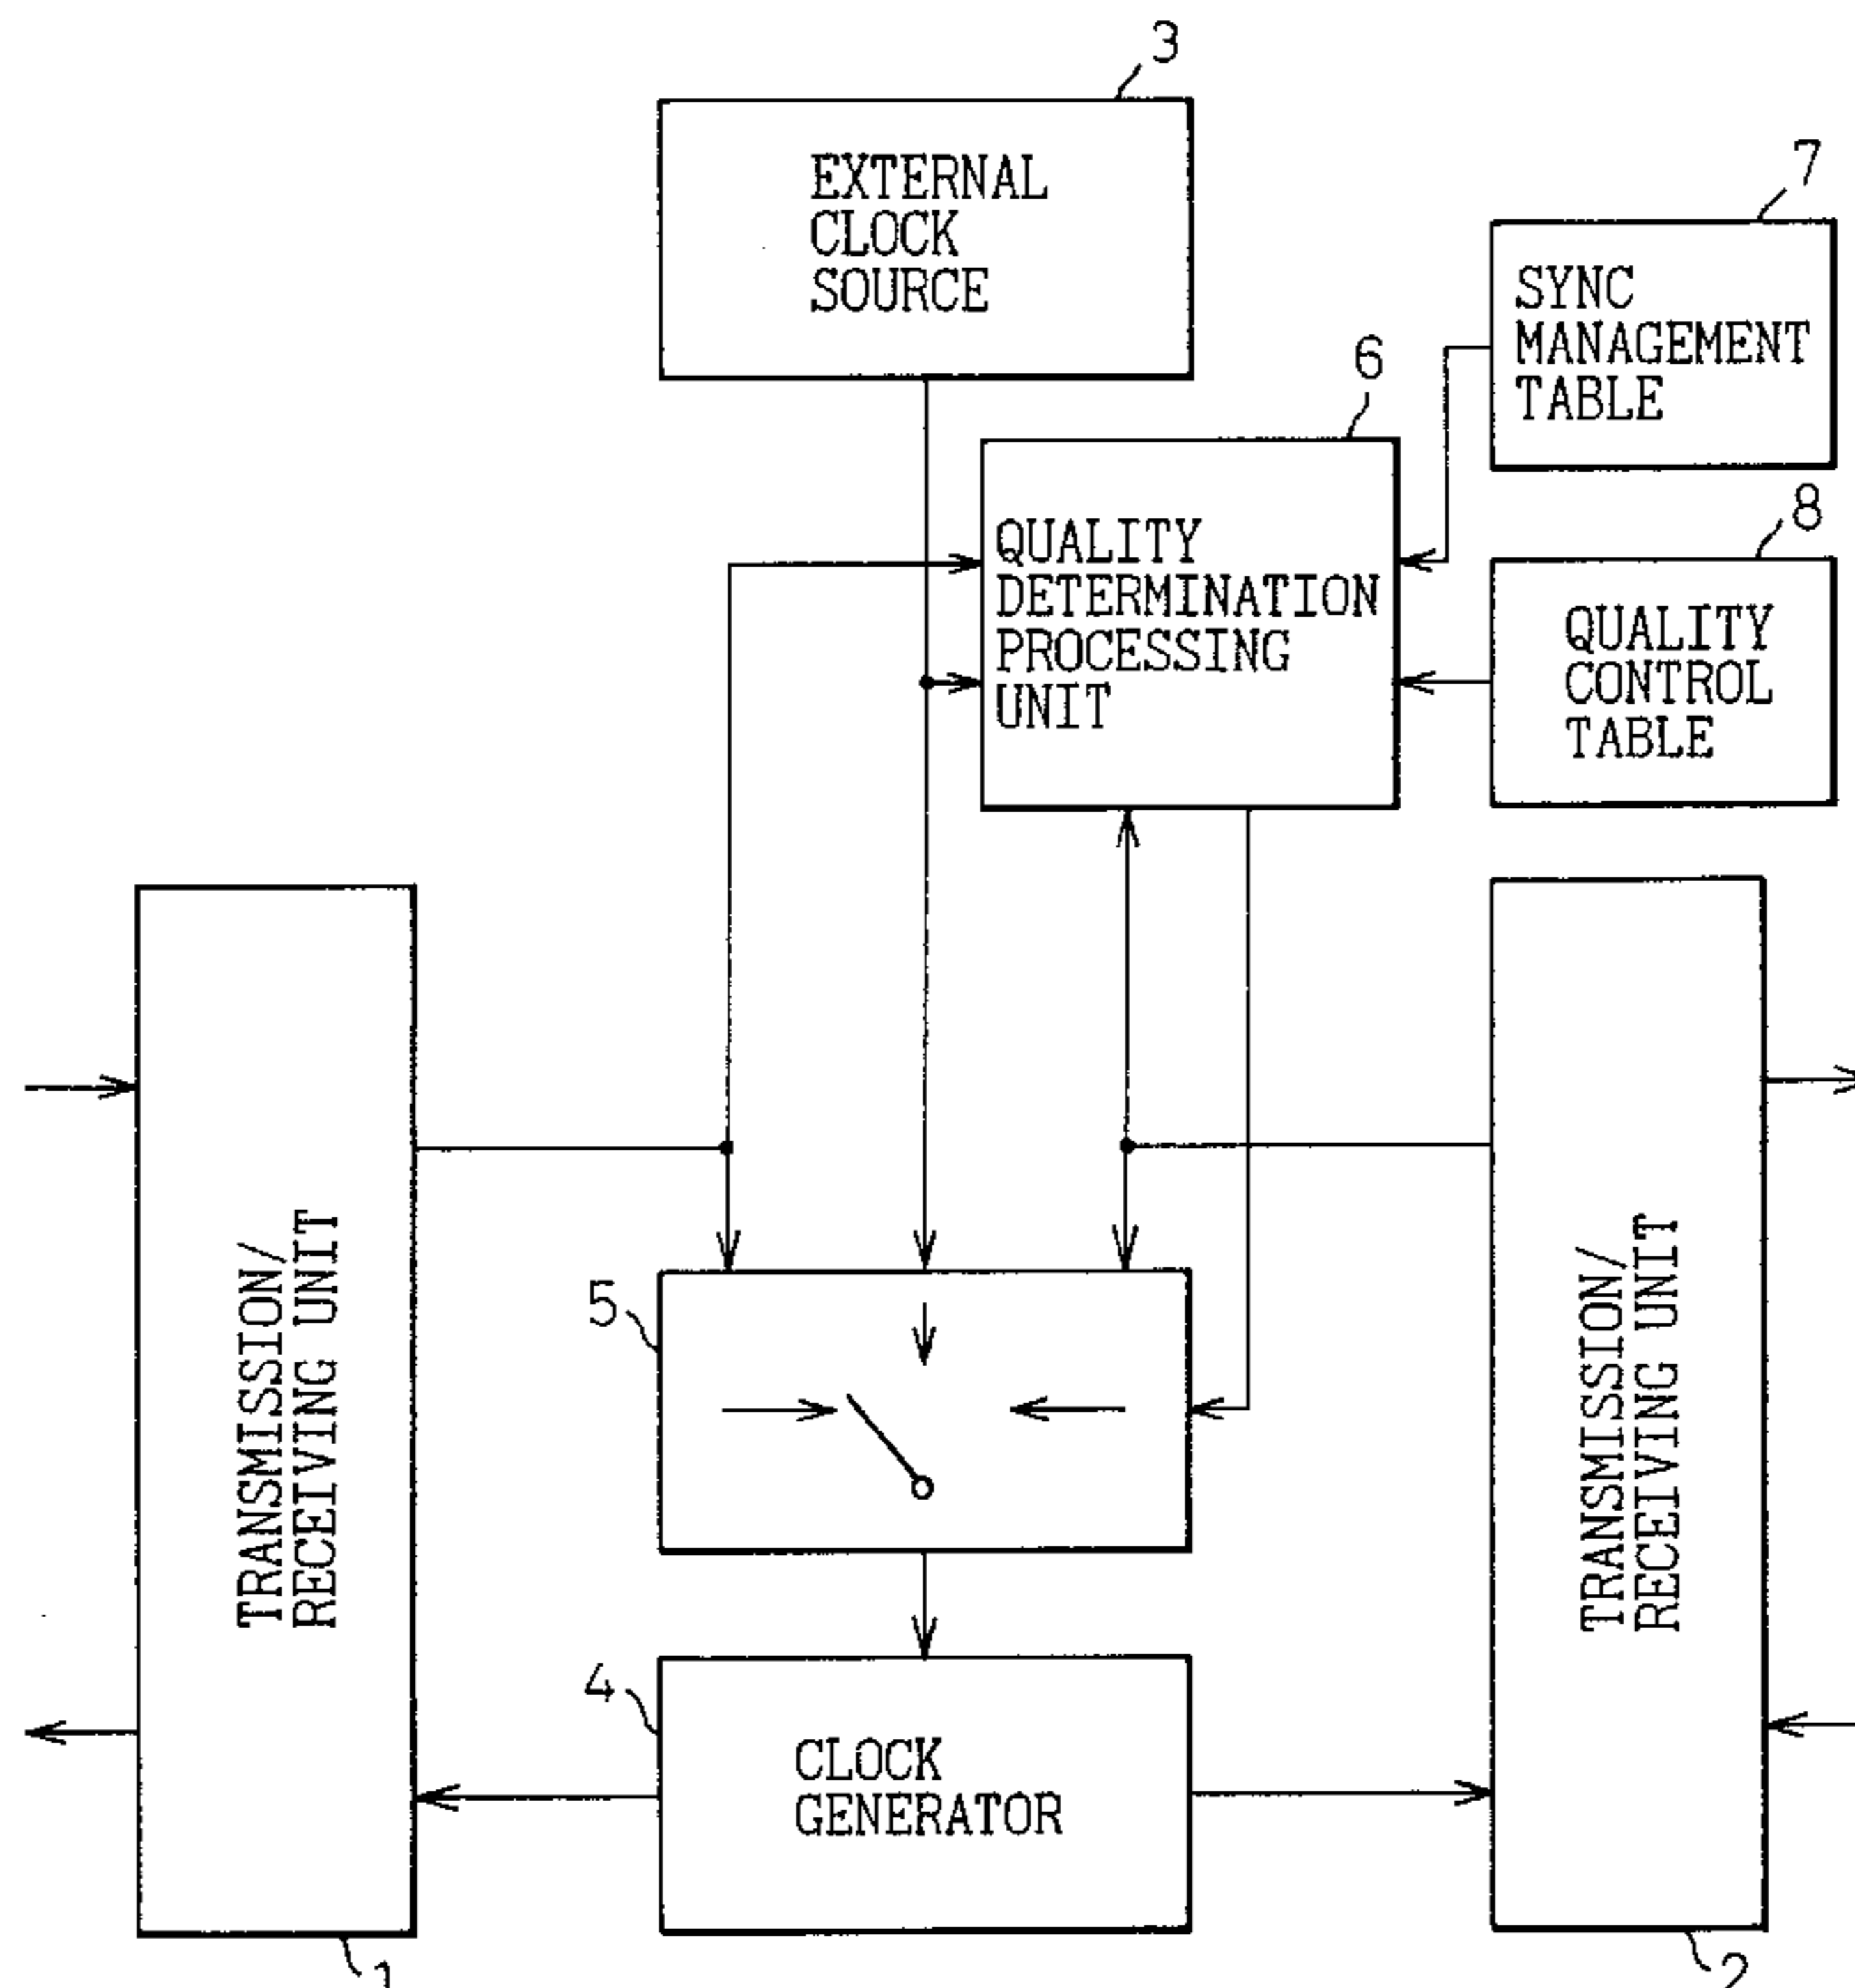 3
EXTERNAL
CLOCK
SOURCE
7
SYNC
MANAGEMENT
TABLE
6
QUALITY
DETERMINATION
PROCESSING
UNIT
8
QUALITY
CONTROL
TABLE
TRANSMISSION/
RECEIVING UNIT
5
TRANSMISSION/
RECEIVING UNIT
4
CLOCK
GENERATOR
1
2